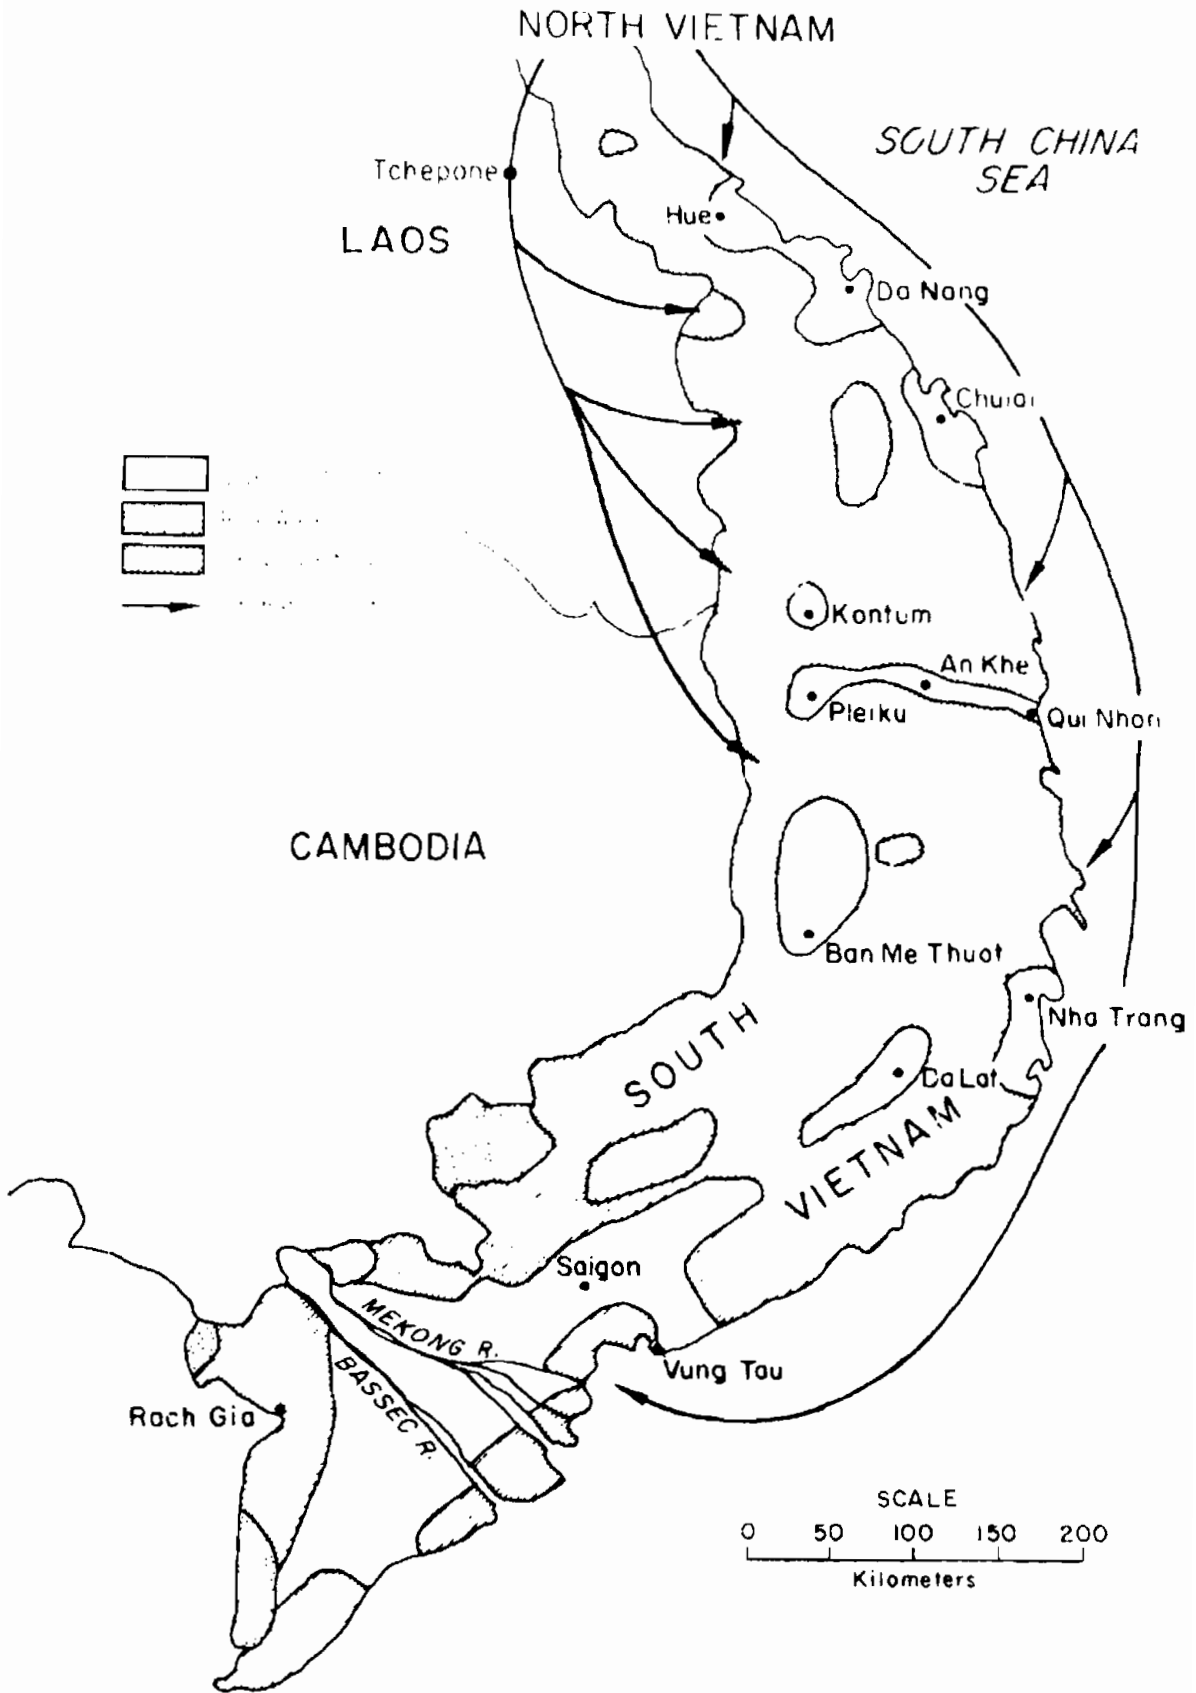 NORTH VIETNAM
SOUTH CHINA
SEA
Tchepone
LAOS
Hue
Da Nang
Chulai
Kontum
An Khe
Pleiku
Qui Nhon
CAMBODIA
Ban Me Thuot
Nha Trang
SOUTH
Da Lat
VIETNAM
Saigon
MEKONG R.
Vung Tau
BASSEC R.
Rach Gia
SCALE
0 50 100 150 200
Kilometers